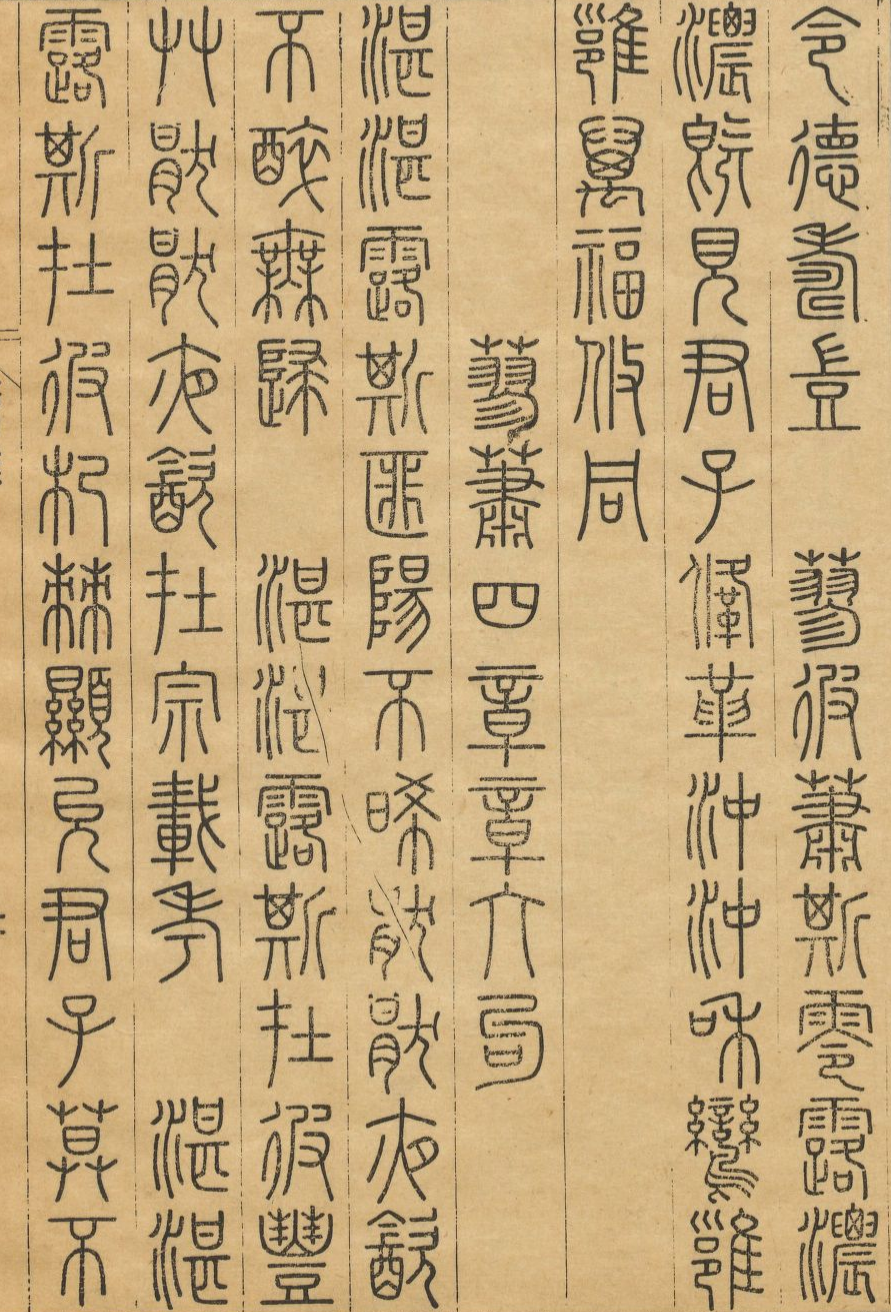 令德壽豈　蓼彼蕭斯零露濃
濃既見君子鞗革沖沖和鸞雝
雝萬福攸同
蓼蕭四章章六句
湛湛露斯匪陽不晞厭厭夜飲
不醉無歸　湛湛露斯在彼豐
艸厭厭夜飲在宗載考　湛湛
露斯在彼杞棘顯允君子莫不